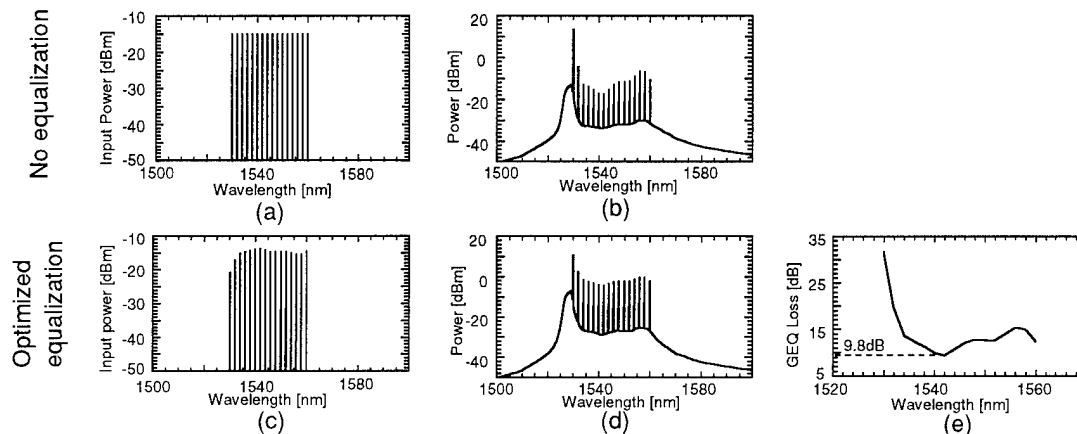 No equalization
Input Power [dBm]
-10
-20
-30
-40
-50
1500
1540
1580
Wavelength [nm]
(a)
Power [dBm]
20
0
-20
-40
1500
1540
1580
Wavelength [nm]
(b)
Optimized
equalization
Input power [dBm]
-10
-20
-30
-40
-50
1500
1540
1580
Wavelength [nm]
(c)
Power [dBm]
20
0
-20
-40
1500
1540
1580
Wavelength [nm]
(d)
GEQ Loss [dB]
35
25
15
5
9.8dB
1520
1540
1560
Wavelength [nm]
(e)